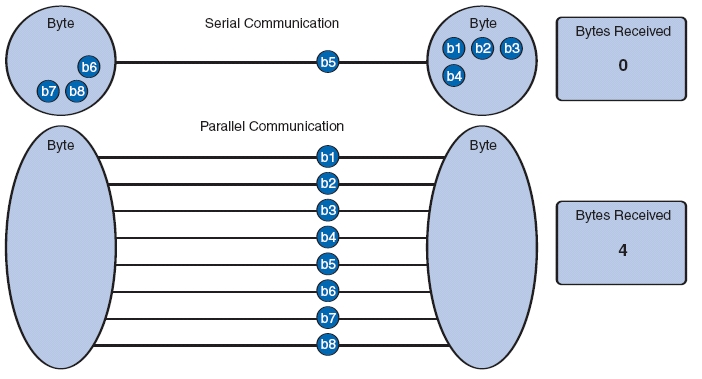 Serial Communication
Byte
b6
b7 b8
b5
Byte
b1 b2 b3
b4
Bytes Received
0
Parallel Communication
Byte
b1
b2
b3
b4
b5
b6
b7
b8
Byte
Bytes Received
4